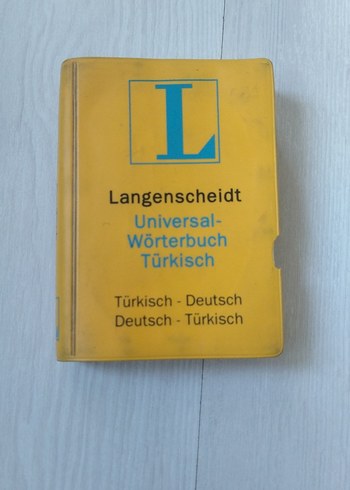 L
Langenscheidt
Universal-
Wörterbuch
Türkisch
Türkisch - Deutsch
Deutsch - Türkisch